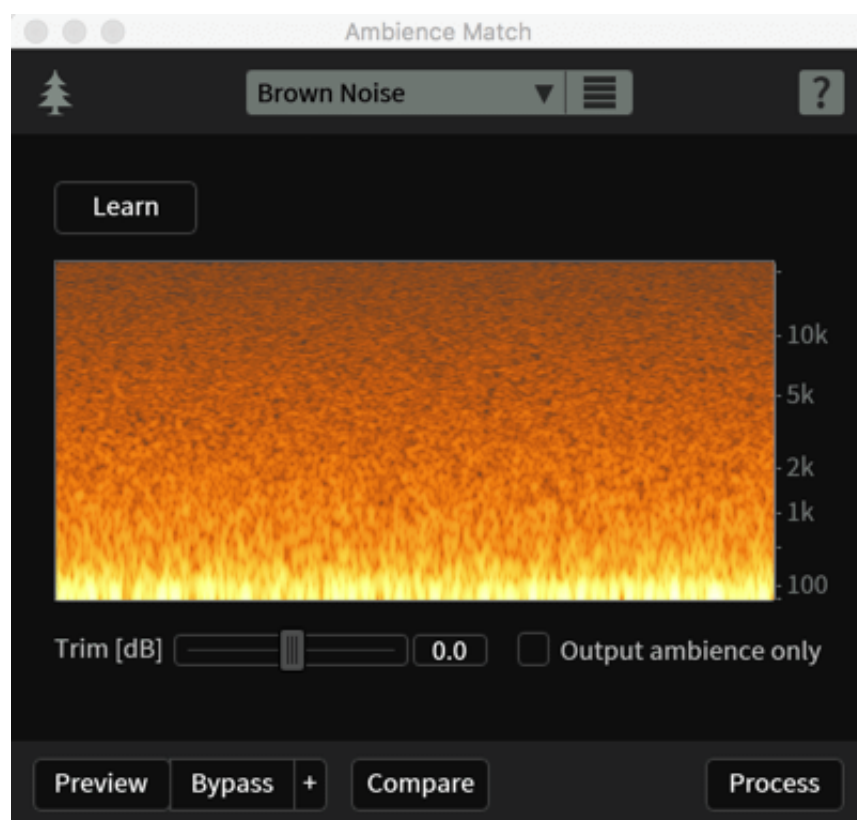 Ambience Match
Brown Noise
?
Learn
10k
5k
2k
1k
100
Trim [dB] 0.0 Output ambience only
Preview Bypass + Compare Process